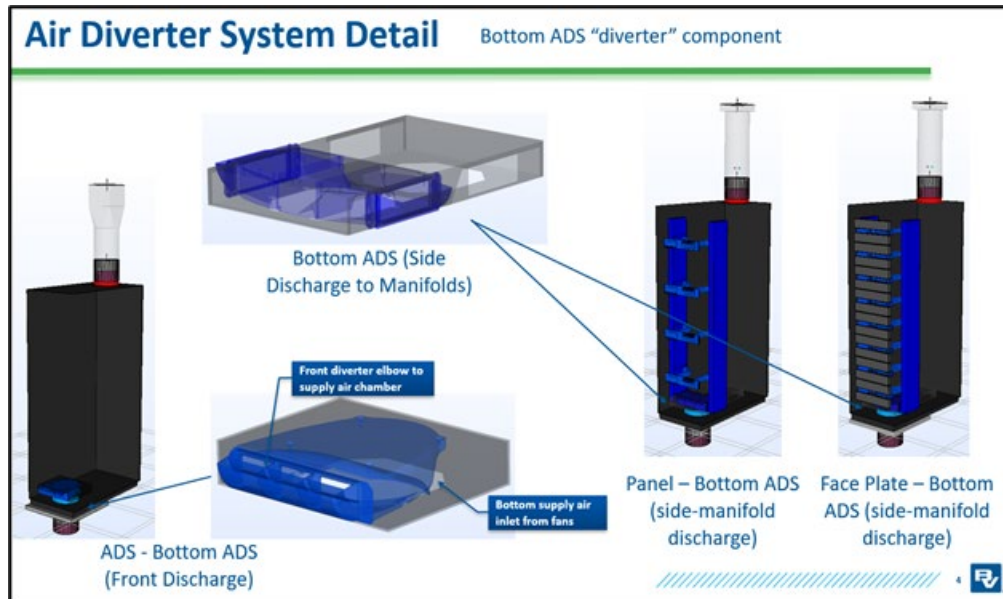 Air Diverter System Detail
Bottom ADS “diverter” component
Bottom ADS (Side
Discharge to Manifolds)
Front diverter elbow to
supply air chamber
Bottom supply air
inlet from fans
ADS - Bottom ADS
(Front Discharge)
Panel – Bottom ADS
(side-manifold
discharge)
Face Plate – Bottom
ADS (side-manifold
discharge)
4
BV